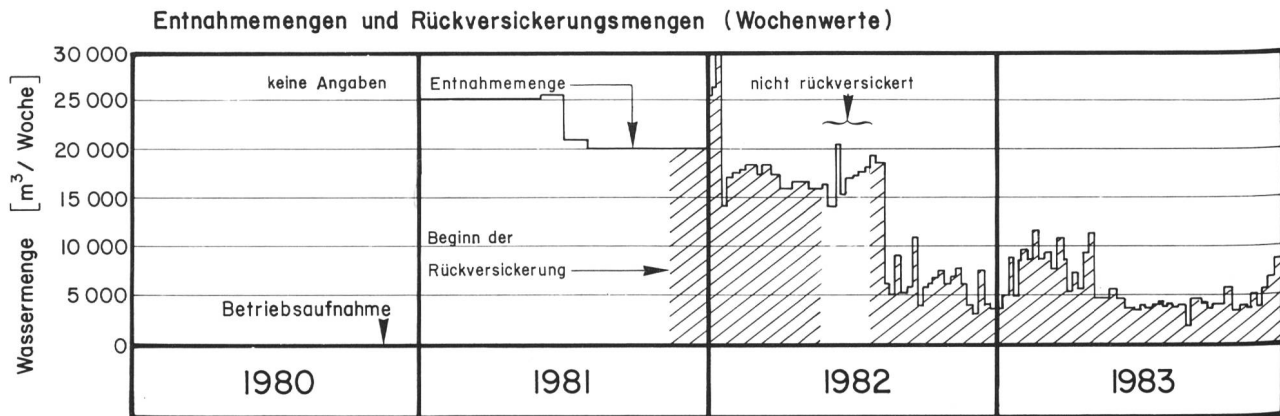 Entnahmemengen und Rückversickerungsmengen (Wochenwerte)
Wassermenge [m³/Woche]
30 000
25 000
20 000
15 000
10 000
5 000
0
keine Angaben
Entnahmemenge
nicht rückversickert
Beginn der
Rückversickerung
Betriebsaufnahme
1980
1981
1982
1983